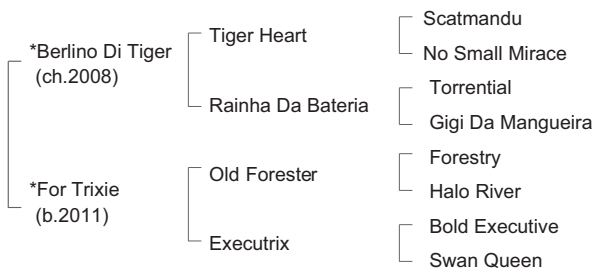 *Berlino Di Tiger
(ch.2008)
Tiger Heart
Scatmandu
No Small Mirace
Rainha Da Bateria
Torrential
Gigi Da Mangueira
*For Trixie
(b.2011)
Old Forester
Forestry
Halo River
Executrix
Bold Executive
Swan Queen